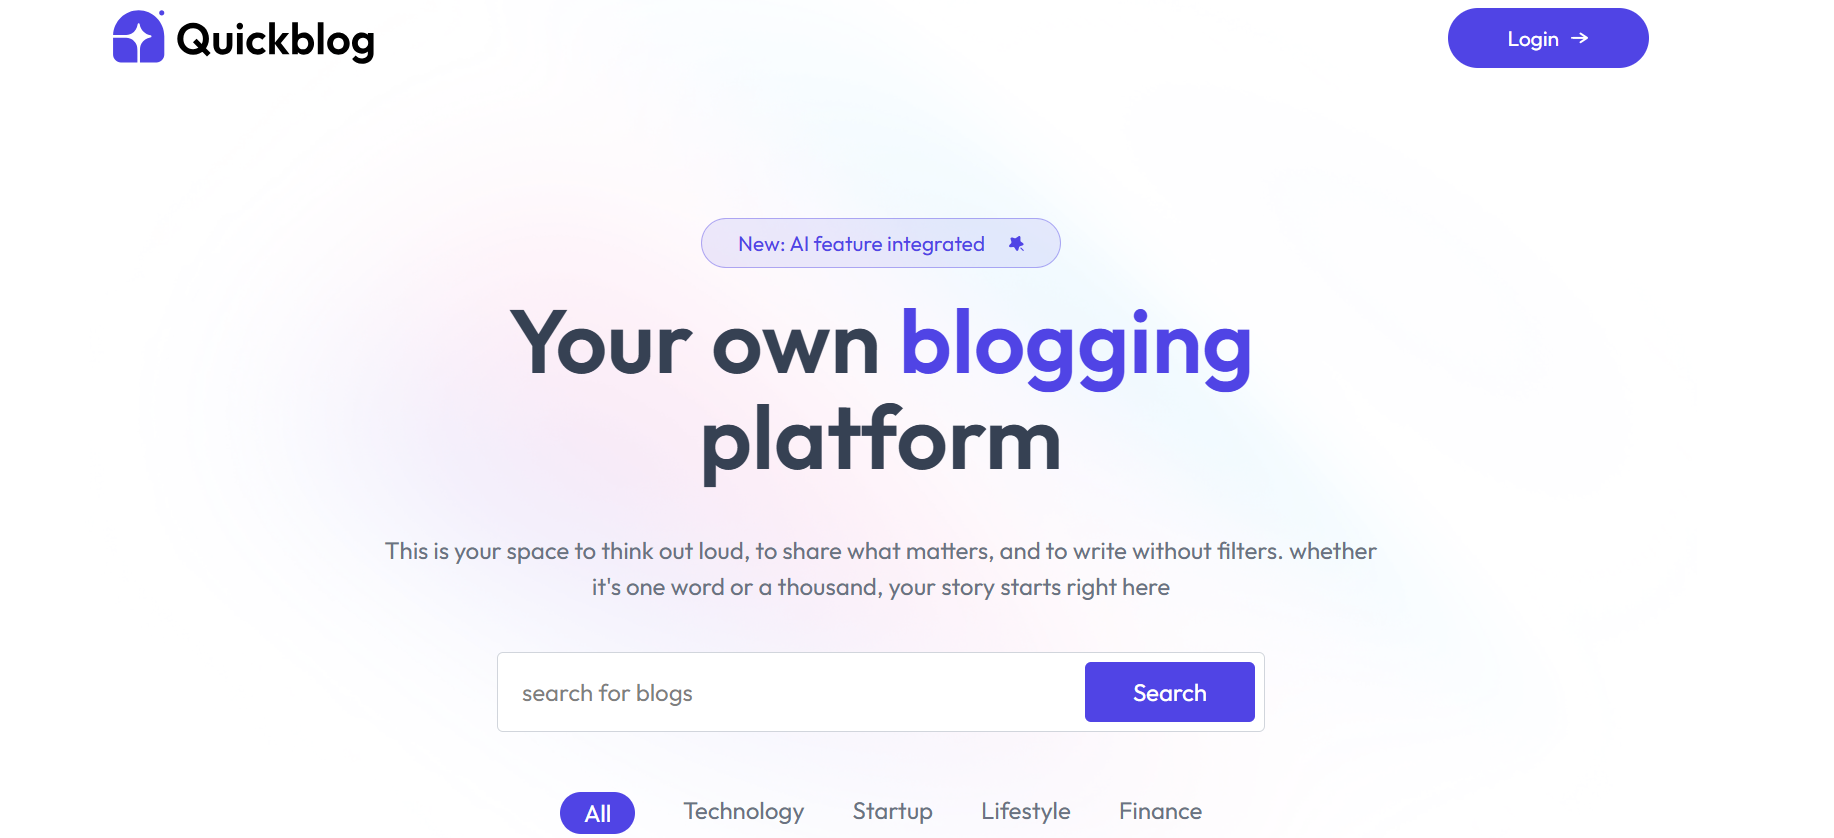 Quickblog
Login →
New: AI feature integrated
Your own blogging
platform
This is your space to think out loud, to share what matters, and to write without filters. whether
it's one word or a thousand, your story starts right here
search for blogs
Search
All Technology Startup Lifestyle Finance